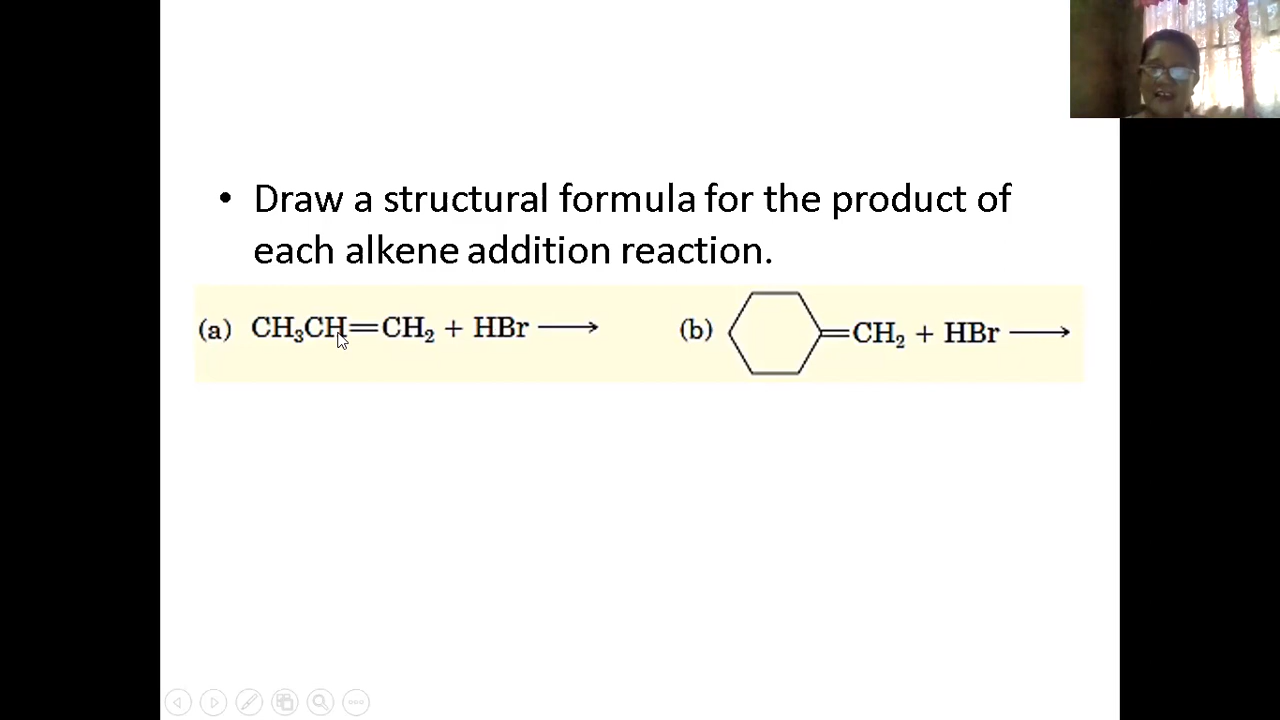 • Draw a structural formula for the product of
each alkene addition reaction.
(a) CH₃CH=CH₂ + HBr ⟶ (b) =CH₂ + HBr ⟶